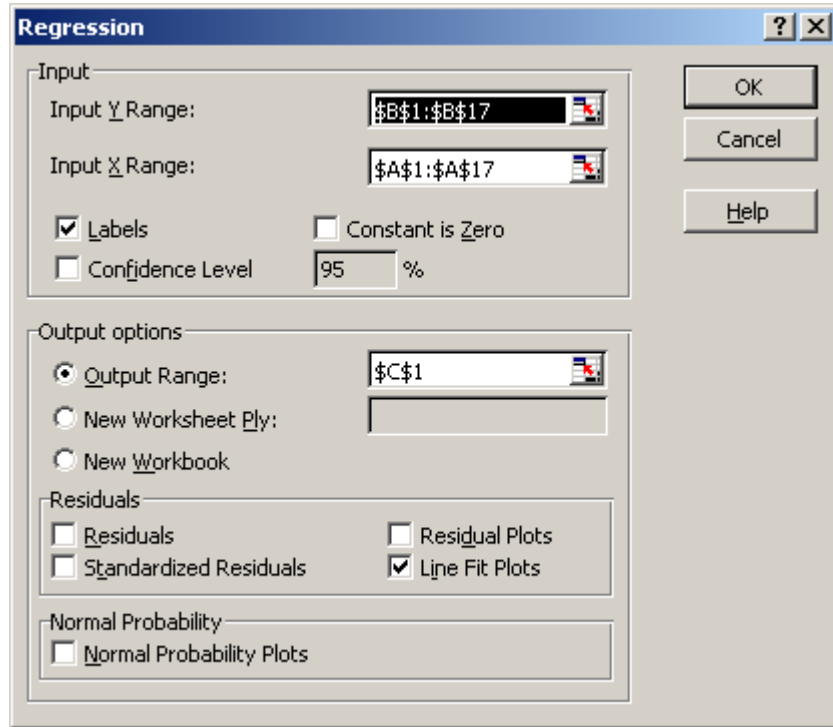 Regression
Input
Input Y Range: $B$1:$B$17
OK
Input X Range: $A$1:$A$17
Cancel
Help
Labels Constant is Zero
Confidence Level 95 %
Output options
Output Range: $C$1
New Worksheet Ply:
New Workbook
Residuals
Residuals Residual Plots
Standardized Residuals Line Fit Plots
Normal Probability
Normal Probability Plots